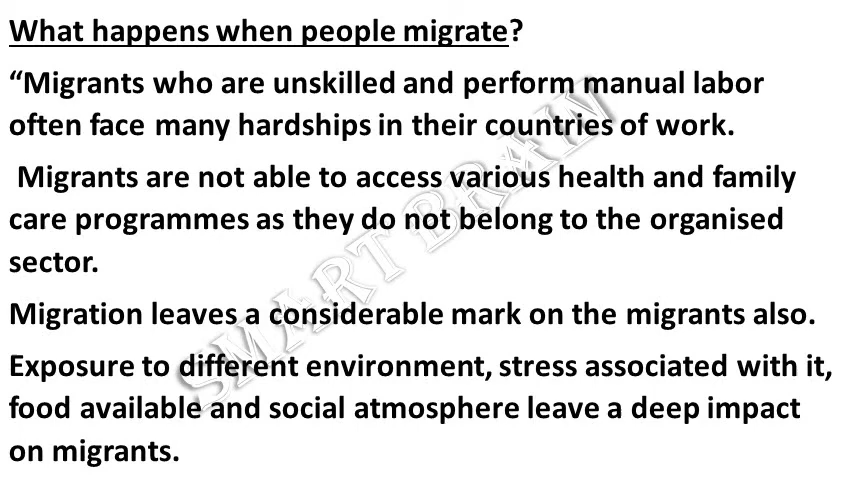 What happens when people migrate?
“Migrants who are unskilled and perform manual labor
often face many hardships in their countries of work.
Migrants are not able to access various health and family
care programmes as they do not belong to the organised
sector.
Migration leaves a considerable mark on the migrants also.
Exposure to different environment, stress associated with it,
food available and social atmosphere leave a deep impact
on migrants.
SMART BRAIN